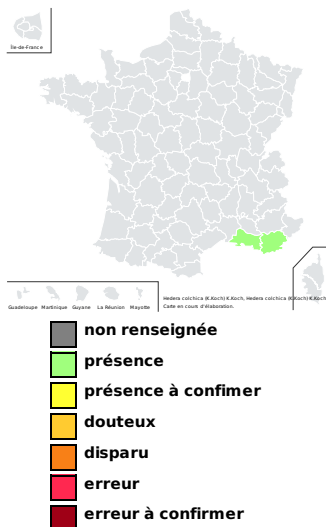 Île-de-France
Guadeloupe Martinique Guyane La Réunion Mayotte
Hedera colchica (K.Koch) K.Koch, Hedera colchica (K.Koch) K.Koch
Carte en cours d'élaboration.
non renseignée
présence
présence à confimer
douteux
disparu
erreur
erreur à confirmer